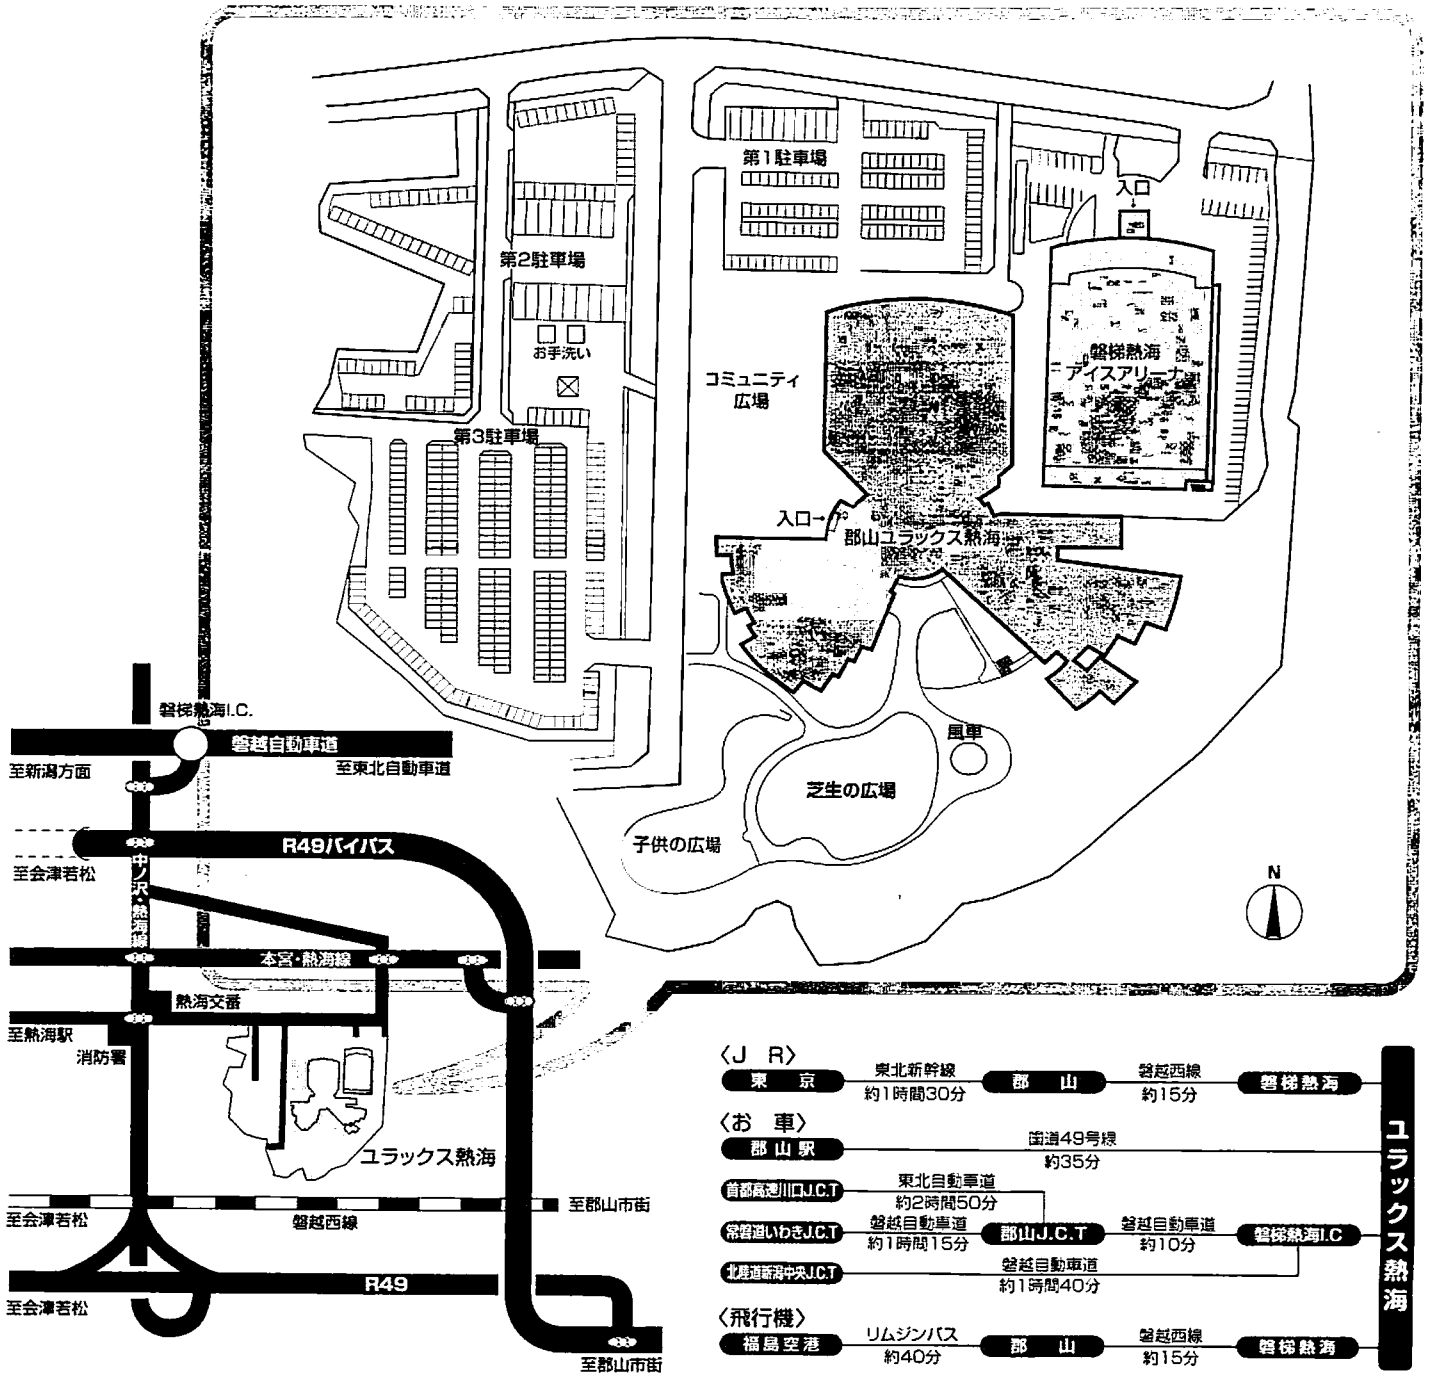 第1駐車場
入口
↓
第2駐車場
お手洗い
コミュニティ
広場
磐梯熱海
アイスアリーナ
第3駐車場
入口→
郡山ユラックス熱海
風車
芝生の広場
子供の広場
N
磐梯熱海I.C.
磐越自動車道
至新潟方面
至東北自動車道
R49バイパス
至会津若松
中ノ沢・熱海線
本宮・熱海線
熱海交番
至熱海駅
消防署
ユラックス熱海
至会津若松
磐越西線
至郡山市街
R49
至会津若松
至郡山市街
〈J R〉
東京 東北新幹線 郡山 磐越西線 磐梯熱海
約1時間30分 約15分
〈お 車〉
郡山駅 国道49号線
約35分
首都高速川口J.C.T 東北自動車道
約2時間50分
常磐道いわきJ.C.T 磐越自動車道 郡山J.C.T 磐越自動車道 磐梯熱海I.C
約1時間15分 約10分
北陸道新潟中央J.C.T 磐越自動車道
約1時間40分
〈飛行機〉
福島空港 リムジンバス 郡山 磐越西線 磐梯熱海
約40分 約15分
ユラックス熱海